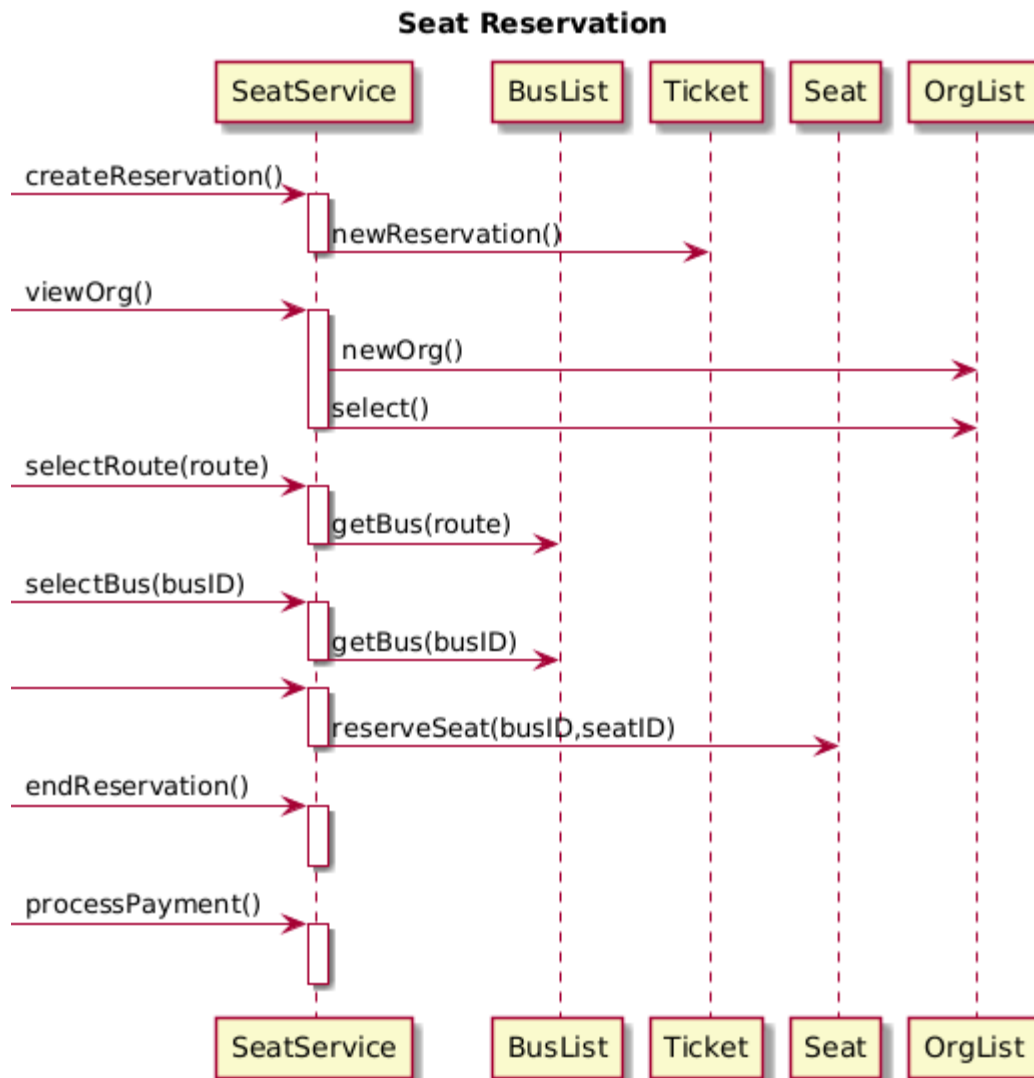 Seat Reservation
SeatService BusList Ticket Seat OrgList
createReservation()
newReservation()
viewOrg()
newOrg()
select()
selectRoute(route)
getBus(route)
selectBus(busID)
getBus(busID)
reserveSeat(busID,seatID)
endReservation()
processPayment()
SeatService BusList Ticket Seat OrgList